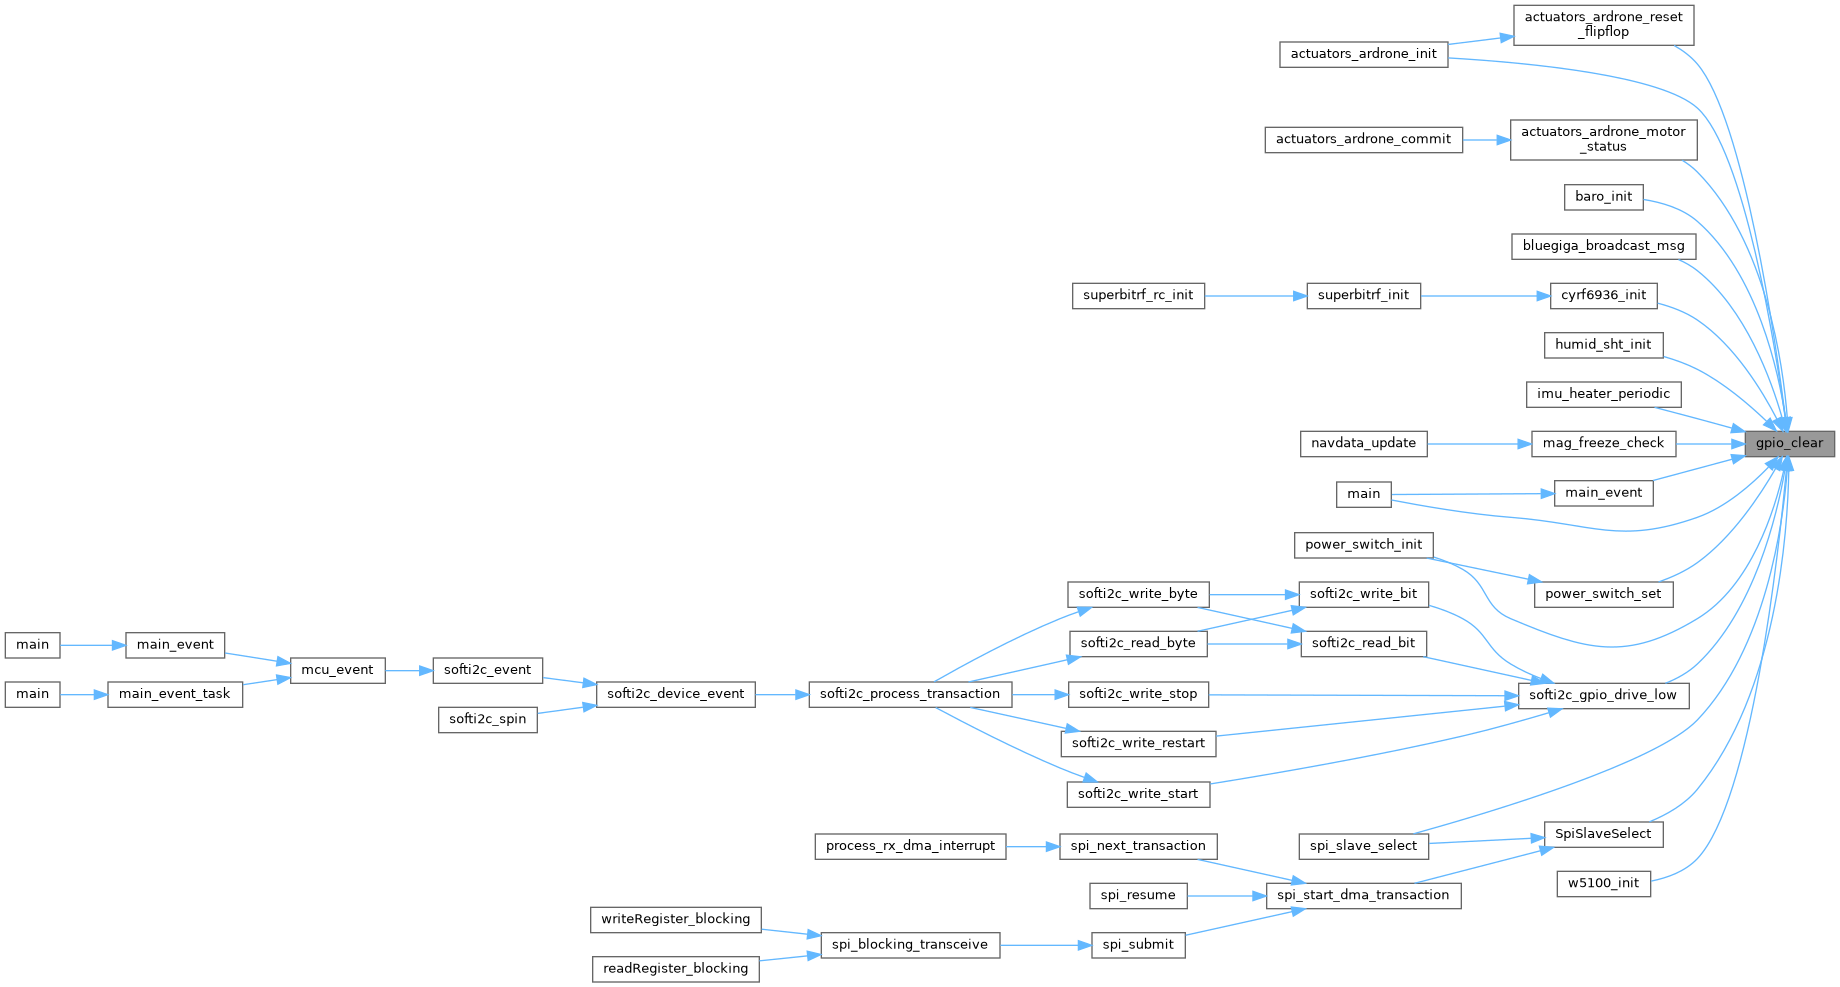 actuators_ardrone_reset
_flipflop
actuators_ardrone_init
actuators_ardrone_motor
_status
actuators_ardrone_commit
baro_init
bluegiga_broadcast_msg
superbitrf_rc_init
superbitrf_init
cyrf6936_init
humid_sht_init
imu_heater_periodic
navdata_update
mag_freeze_check
gpio_clear
main
main_event
power_switch_init
power_switch_set
softi2c_write_byte
softi2c_write_bit
main
main_event
softi2c_read_byte
softi2c_read_bit
mcu_event
softi2c_event
main
main_event_task
softi2c_device_event
softi2c_process_transaction
softi2c_write_stop
softi2c_gpio_drive_low
softi2c_spin
softi2c_write_restart
softi2c_write_start
process_rx_dma_interrupt
spi_next_transaction
spi_slave_select
SpiSlaveSelect
w5100_init
spi_resume
spi_start_dma_transaction
writeRegister_blocking
spi_blocking_transceive
spi_submit
readRegister_blocking